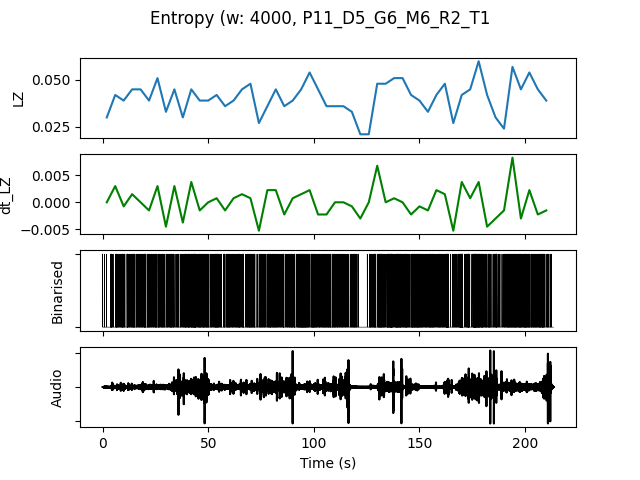 Entropy (w: 4000, P11_D5_G6_M6_R2_T1
LZ
0.050
0.025
dt_LZ
0.005
0.000
−0.005
Binarised
Audio
0 50 100 150 200
Time (s)